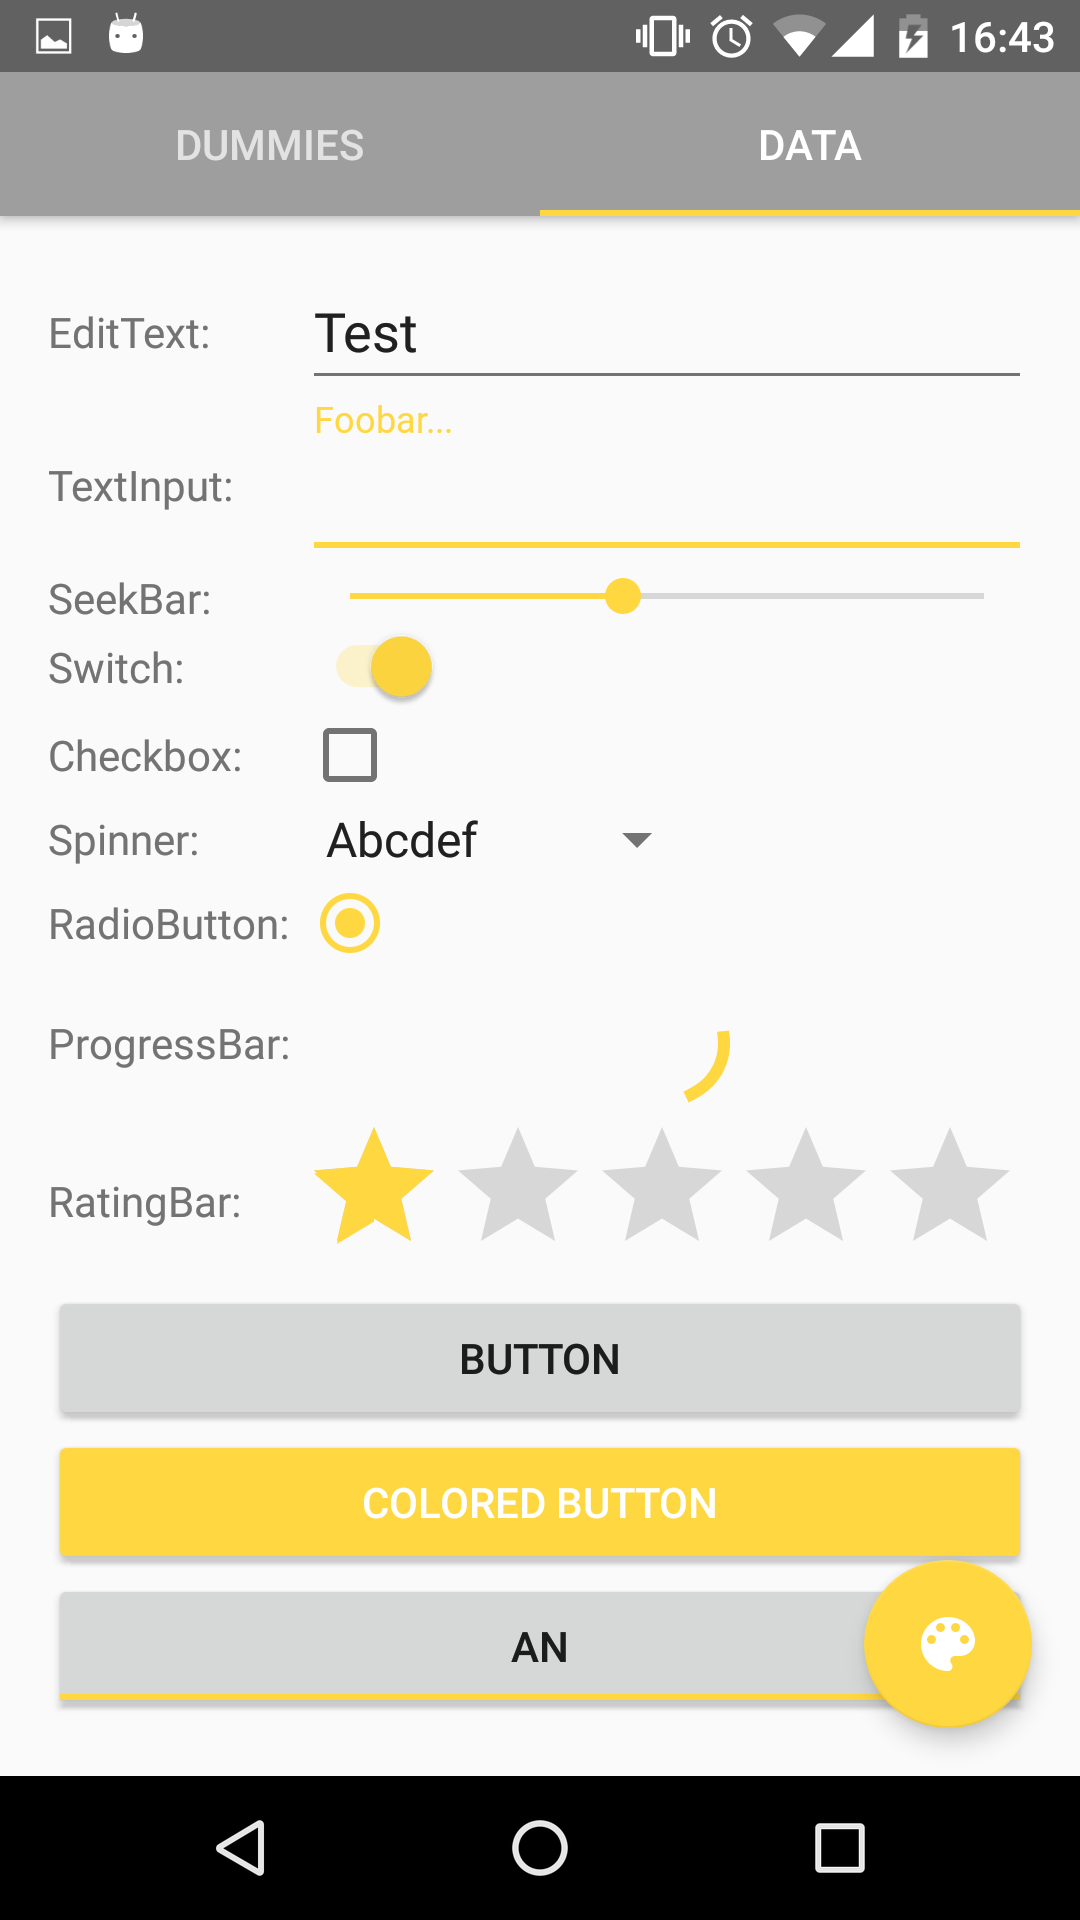 16:43
DUMMIES DATA
EditText: Test
Foobar...
TextInput:
SeekBar:
Switch:
Checkbox:
Spinner: Abcdef
RadioButton:
ProgressBar:
RatingBar:
BUTTON
COLORED BUTTON
AN